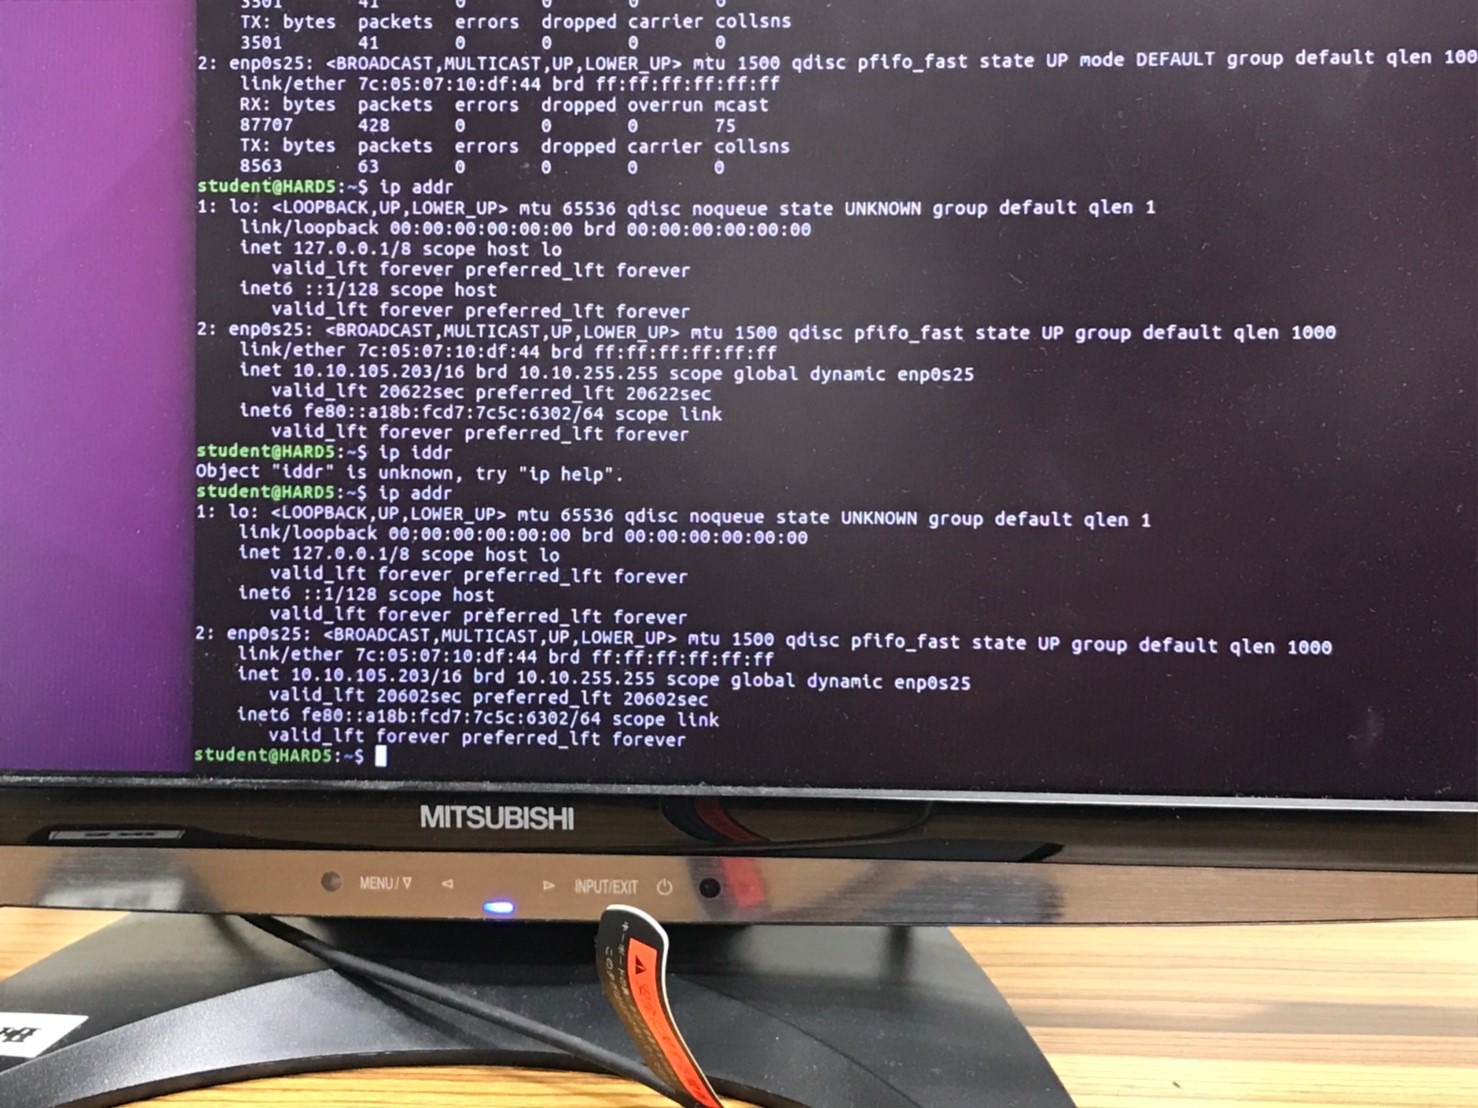 3501 41 0 0 0 0
TX: bytes packets errors dropped carrier collsns
3501 41 0 0 0 0
2: enp0s25: <BROADCAST,MULTICAST,UP,LOWER_UP> mtu 1500 qdisc pfifo_fast state UP mode DEFAULT group default qlen 100
link/ether 7c:05:07:10:df:44 brd ff:ff:ff:ff:ff:ff
RX: bytes packets errors dropped overrun mcast
87707 428 0 0 0 75
TX: bytes packets errors dropped carrier collsns
8563 63 0 0 0 0
student@HARD5:~$ ip addr
1: lo: <LOOPBACK,UP,LOWER_UP> mtu 65536 qdisc noqueue state UNKNOWN group default qlen 1
link/loopback 00:00:00:00:00:00 brd 00:00:00:00:00:00
inet 127.0.0.1/8 scope host lo
valid_lft forever preferred_lft forever
inet6 ::1/128 scope host
valid_lft forever preferred_lft forever
2: enp0s25: <BROADCAST,MULTICAST,UP,LOWER_UP> mtu 1500 qdisc pfifo_fast state UP group default qlen 1000
link/ether 7c:05:07:10:df:44 brd ff:ff:ff:ff:ff:ff
inet 10.10.105.203/16 brd 10.10.255.255 scope global dynamic enp0s25
valid_lft 20622sec preferred_lft 20622sec
inet6 fe80::a18b:fcd7:7c5c:6302/64 scope link
valid_lft forever preferred_lft forever
student@HARD5:~$ ip iddr
Object "iddr" is unknown, try "ip help".
student@HARD5:~$ ip addr
1: lo: <LOOPBACK,UP,LOWER_UP> mtu 65536 qdisc noqueue state UNKNOWN group default qlen 1
link/loopback 00:00:00:00:00:00 brd 00:00:00:00:00:00
inet 127.0.0.1/8 scope host lo
valid_lft forever preferred_lft forever
inet6 ::1/128 scope host
valid_lft forever preferred_lft forever
2: enp0s25: <BROADCAST,MULTICAST,UP,LOWER_UP> mtu 1500 qdisc pfifo_fast state UP group default qlen 1000
link/ether 7c:05:07:10:df:44 brd ff:ff:ff:ff:ff:ff
inet 10.10.105.203/16 brd 10.10.255.255 scope global dynamic enp0s25
valid_lft 20602sec preferred_lft 20602sec
inet6 fe80::a18b:fcd7:7c5c:6302/64 scope link
valid_lft forever preferred_lft forever
student@HARD5:~$
MITSUBISHI
MENU/▽ ◁ ▷ INPUT/EXIT